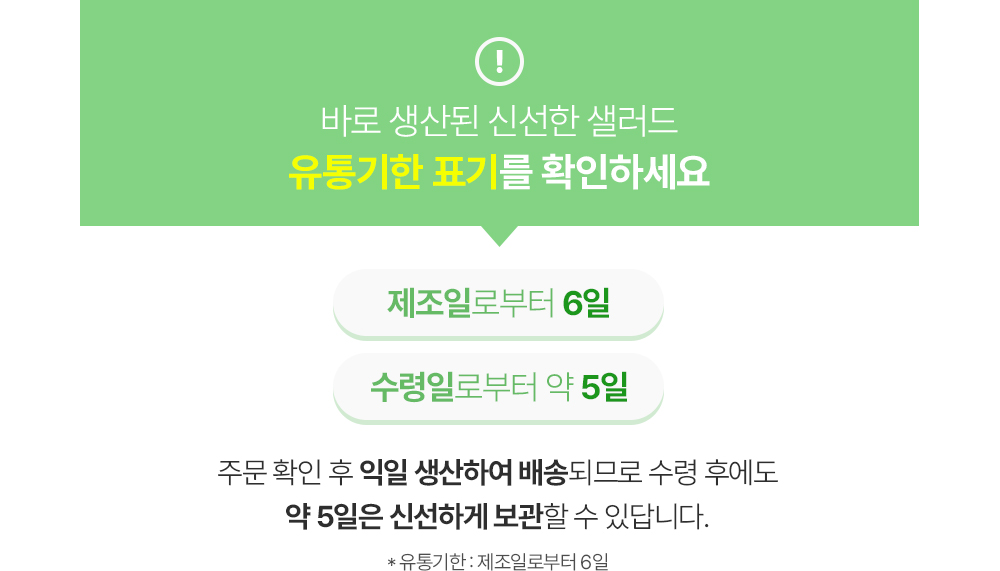 바로 생산된 신선한 샐러드
유통기한 표기를 확인하세요
제조일로부터 6일
수령일로부터 약 5일
주문 확인 후 익일 생산하여 배송되므로 수령 후에도
약 5일은 신선하게 보관할 수 있답니다.
* 유통기한 : 제조일로부터 6일